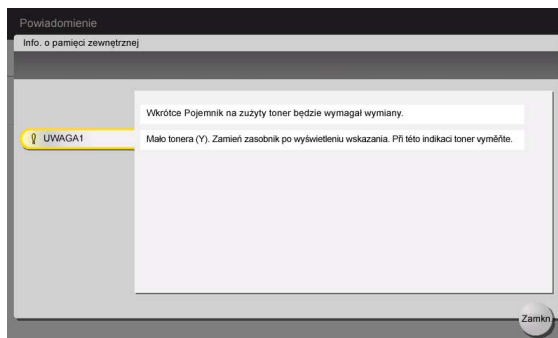 Powiadomienie
Info. o pamięci zewnętrznej
Wkrótce Pojemnik na zużyty toner będzie wymagał wymiany.
UWAGA1
Mało tonera (Y). Zamień zasobnik po wyświetleniu wskazania. Při této indikaci toner vyměňte.
Zamkn.